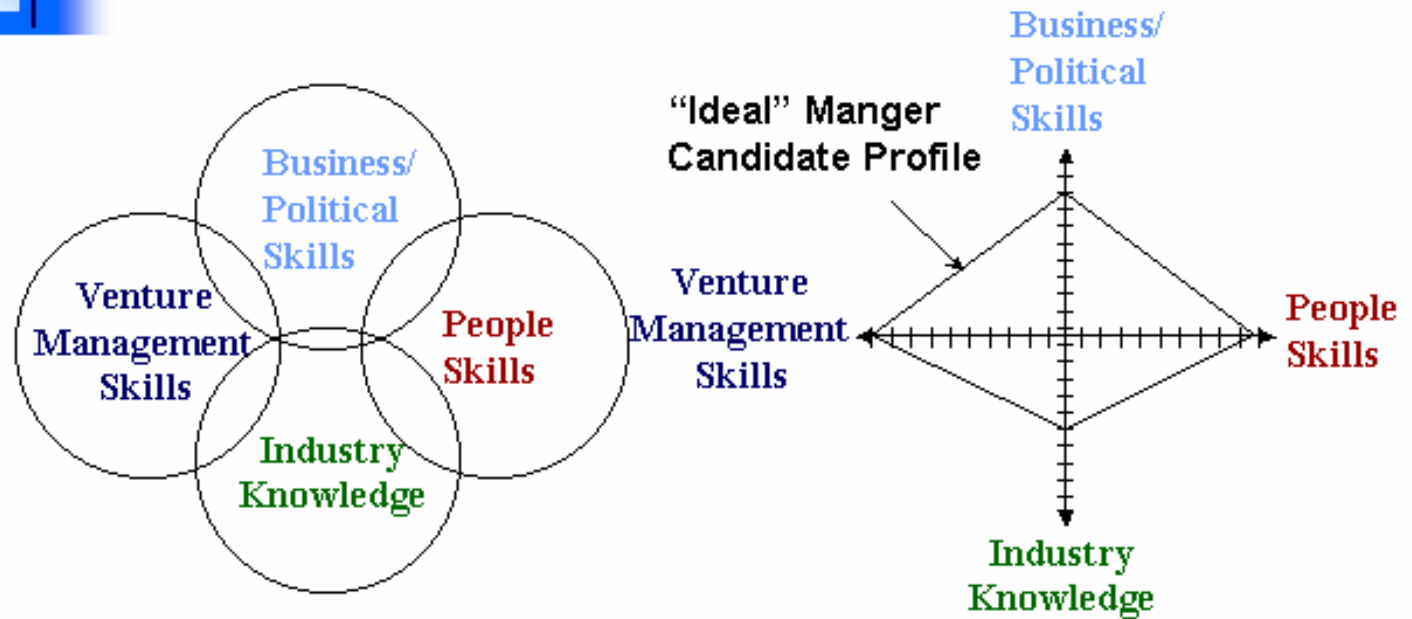 Business/
Political
Skills
Venture
Management
Skills
People
Skills
Industry
Knowledge
“Ideal” Manger
Candidate Profile
Business/
Political
Skills
Venture
Management
Skills
People
Skills
Industry
Knowledge